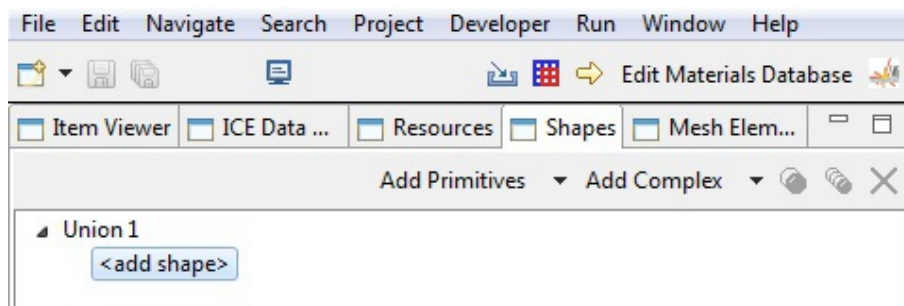 File Edit Navigate Search Project Developer Run Window Help
Edit Materials Database
Item Viewer ICE Data ... Resources Shapes Mesh Elem...
Add Primitives Add Complex
Union 1
<add shape>